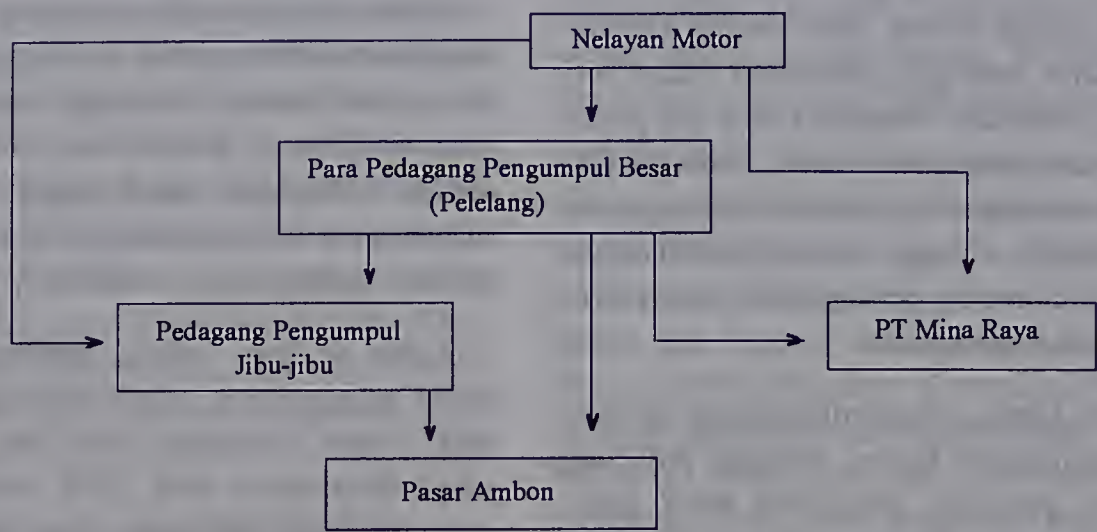 Nelayan Motor
Para Pedagang Pengumpul Besar
(Pelelang)
Pedagang Pengumpul
Jibu-jibu
PT Mina Raya
Pasar Ambon